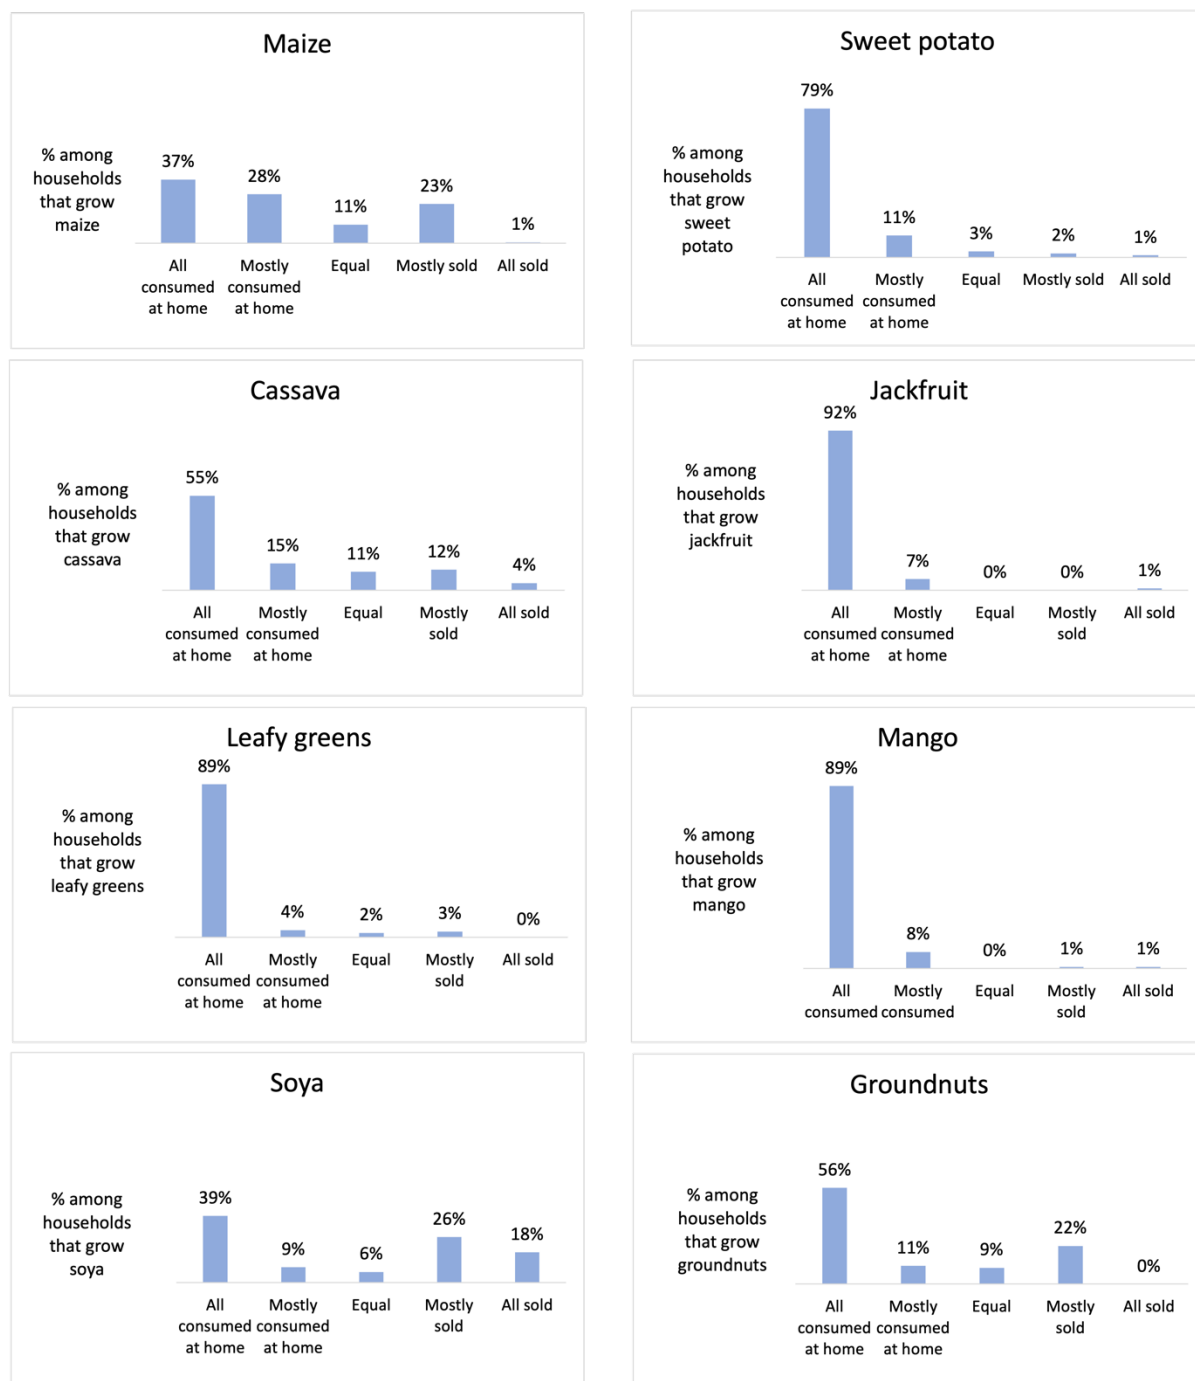 Maize
% among
households
that grow
maize
37%
28%
11%
23%
1%
All
consumed
at home
Mostly
consumed
at home
Equal
Mostly sold
All sold
Sweet potato
% among
households
that grow
sweet
potato
79%
11%
3%
2%
1%
All
consumed
at home
Mostly
consumed
at home
Equal
Mostly sold
All sold
Cassava
% among
households
that grow
cassava
55%
15%
11%
12%
4%
All
consumed
at home
Mostly
consumed
at home
Equal
Mostly
sold
All sold
Jackfruit
% among
households
that grow
jackfruit
92%
7%
0%
0%
1%
All
consumed
at home
Mostly
consumed
at home
Equal
Mostly
sold
All sold
Leafy greens
% among
households
that grow
leafy greens
89%
4%
2%
3%
0%
All
consumed
at home
Mostly
consumed
at home
Equal
Mostly
sold
All sold
Mango
% among
households
that grow
mango
89%
8%
0%
1%
1%
All
consumed
Mostly
consumed
Equal
Mostly
sold
All sold
Soya
% among
households
that grow
soya
39%
9%
6%
26%
18%
All
consumed
at home
Mostly
consumed
at home
Equal
Mostly
sold
All sold
Groundnuts
% among
households
that grow
groundnuts
56%
11%
9%
22%
0%
All
consumed
at home
Mostly
consumed
at home
Equal
Mostly
sold
All sold